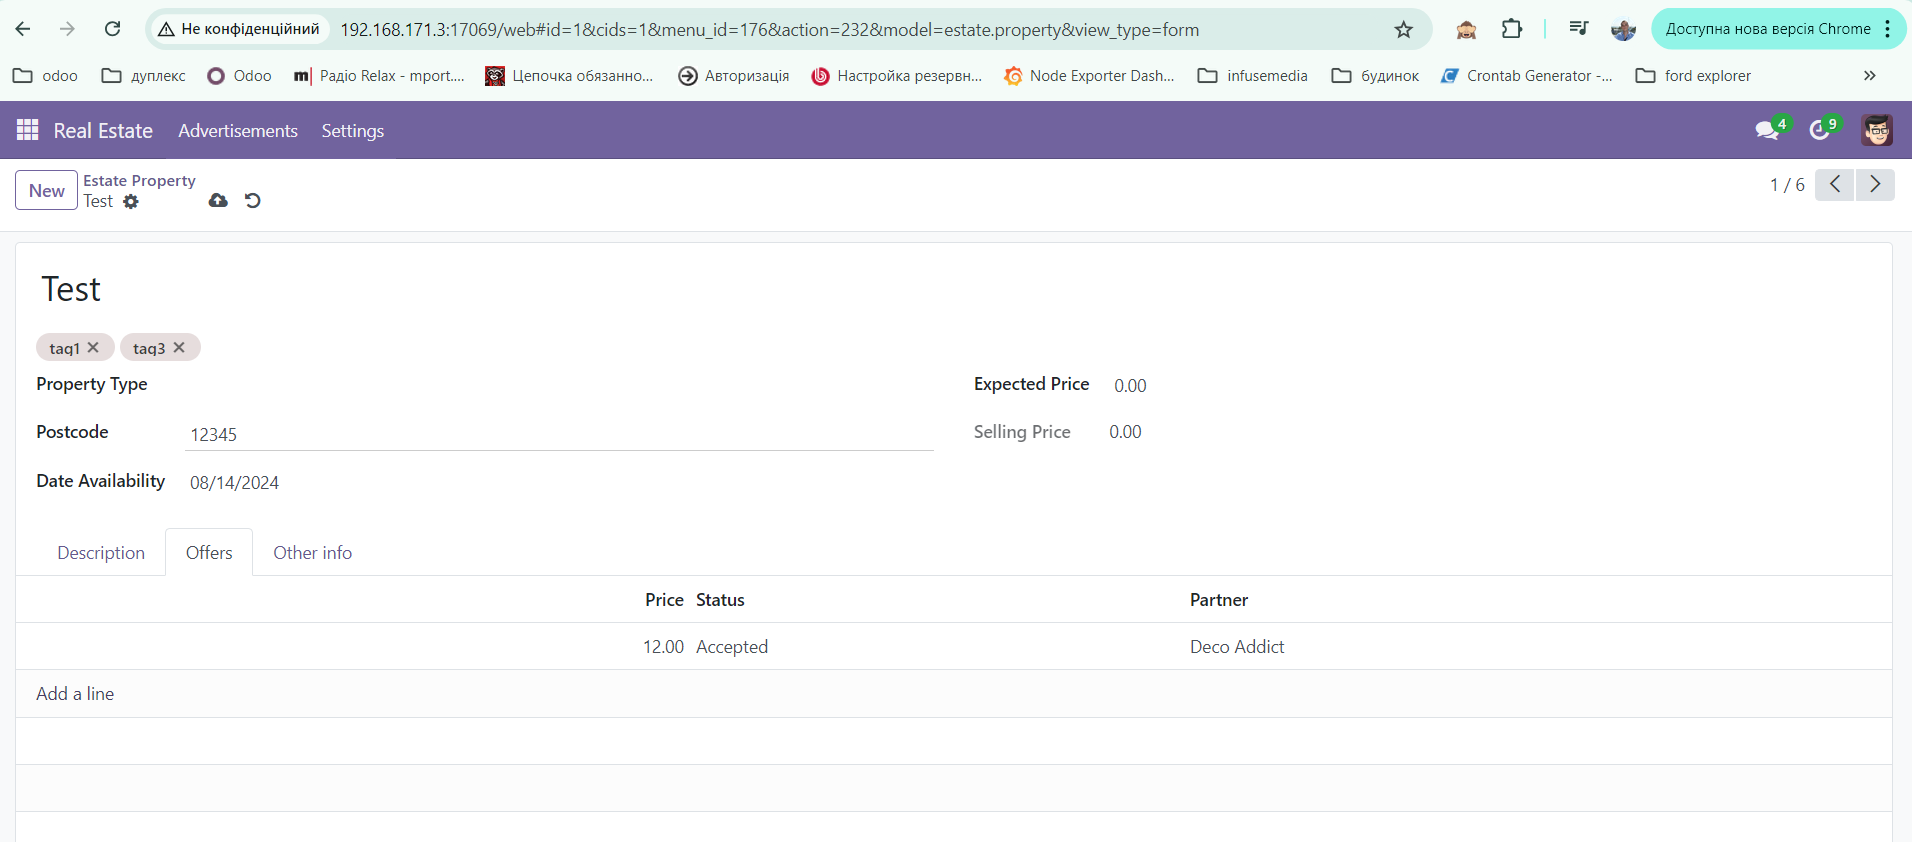 Не конфіденційний 192.168.171.3:17069/web#id=1&cids=1&menu_id=176&action=232&model=estate.property&view_type=form Доступна нова версія Chrome
odoo дуплекс Odoo m| Радіо Relax - mport.... Цепочка обязанно... Авторизація Настройка резервн... Node Exporter Dash... infusemedia будинок Crontab Generator -... ford explorer »
Real Estate Advertisements Settings 4 9
New Estate Property 1 / 6
Test
Test
tag1 tag3
Property Type Expected Price 0.00
Postcode 12345 Selling Price 0.00
Date Availability 08/14/2024
Description Offers Other info
Price Status Partner
12.00 Accepted Deco Addict
Add a line